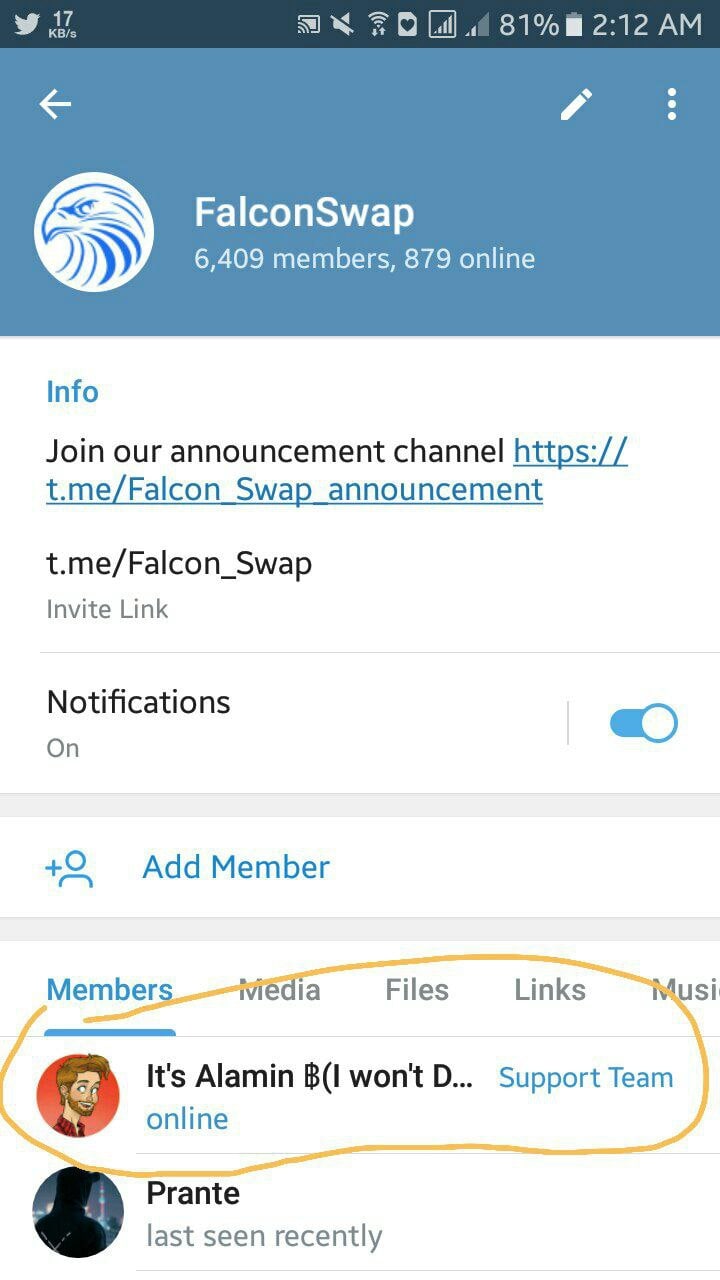 17
KB/s
81% 2:12 AM
FalconSwap
6,409 members, 879 online
Info
Join our announcement channel https://
t.me/Falcon_Swap_announcement
t.me/Falcon_Swap
Invite Link
Notifications
On
Add Member
Members Media Files Links Musi
It's Alamin ฿(I won't D... Support Team
online
Prante
last seen recently